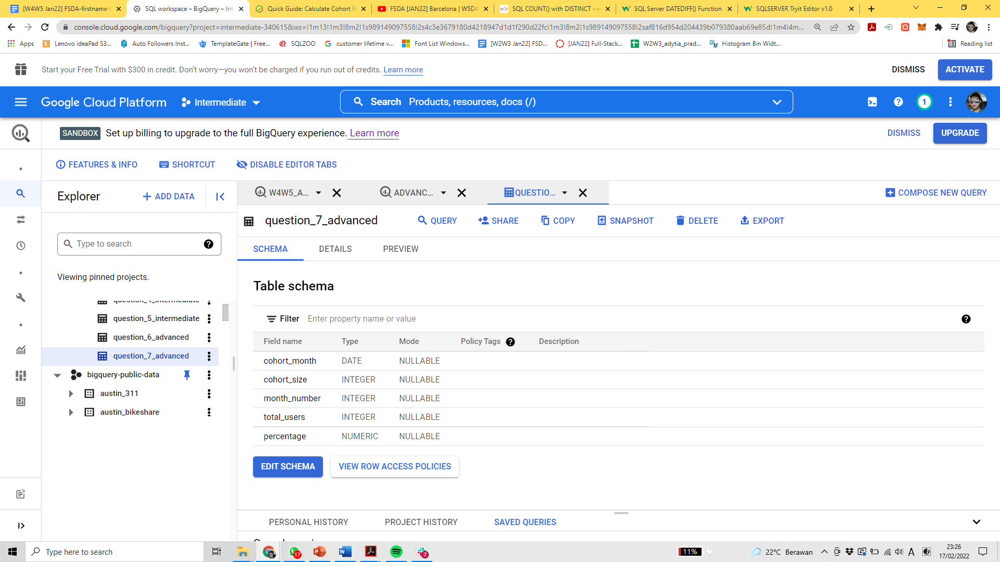 [W4W5 Jan22] FSDA-firstname-l
SQL workspace – BigQuery – Inte
Quick Guide: Calculate Cohort R
FSDA [JAN22] Barcelona | W5D4
SQL COUNT() with DISTINCT - w
SQL Server DATEDIFF() Function
SQLSERVER Tryit Editor v1.0
console.cloud.google.com/bigquery?project=intermediate-340615&ws=!1m13!1m3!8m2!1s989149097558!2s4c3e3679180d4218947d1d1f290d22fc!1m3!8m2!1s989149097558!2saf816d954d204439b079380aab69e85d!1m4!4m...
Apps
Lenovo ideaPad S3...
Auto Followers Inst...
TemplateGate | Free...
SQLZOO
customer lifetime v...
Font List Windows...
[W2W3 Jan22] FSD...
[JAN22] Full-Stack...
W2W3_adytia_prad...
Histogram Bin Widt...
Reading list
Start your Free Trial with $300 in credit. Don’t worry—you won’t be charged if you run out of credits. Learn more
DISMISS
ACTIVATE
Google Cloud Platform
Intermediate
Search Products, resources, docs (/)
1
SANDBOX Set up billing to upgrade to the full BigQuery experience. Learn more
DISMISS
UPGRADE
FEATURES & INFO
SHORTCUT
DISABLE EDITOR TABS
Explorer
+ ADD DATA
W4W5_A...
ADVANC...
QUESTIO...
COMPOSE NEW QUERY
question_7_advanced
QUERY
SHARE
COPY
SNAPSHOT
DELETE
EXPORT
Type to search
SCHEMA
DETAILS
PREVIEW
Viewing pinned projects.
question_4_intermediate
question_5_intermediate
question_6_advanced
question_7_advanced
bigquery-public-data
austin_311
austin_bikeshare
Table schema
Filter Enter property name or value
Field name Type Mode Policy Tags Description
cohort_month DATE NULLABLE
cohort_size INTEGER NULLABLE
month_number INTEGER NULLABLE
total_users INTEGER NULLABLE
percentage NUMERIC NULLABLE
EDIT SCHEMA
VIEW ROW ACCESS POLICIES
PERSONAL HISTORY
PROJECT HISTORY
SAVED QUERIES
Type here to search
17
7
11%
22°C Berawan
A
23:26
17/02/2022